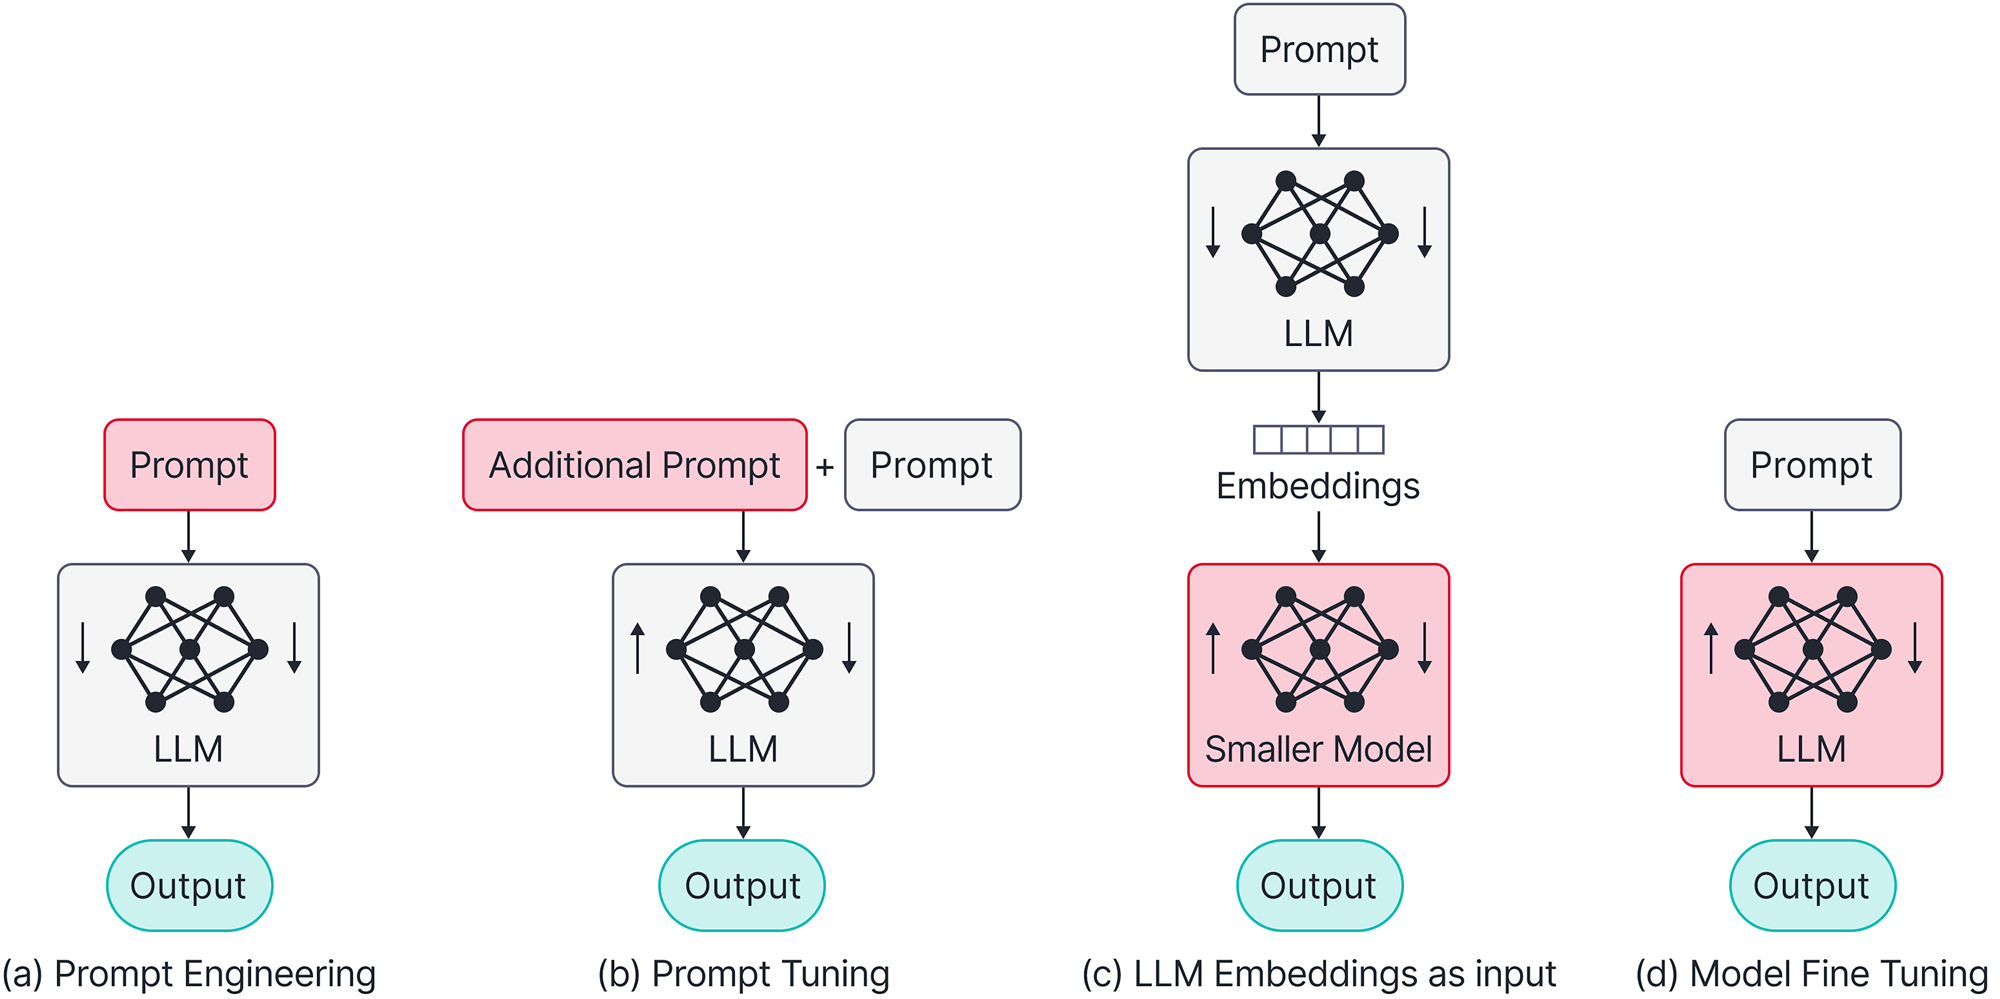 Prompt
LLM
Output
(a) Prompt Engineering
Additional Prompt + Prompt
LLM
Output
(b) Prompt Tuning
Prompt
LLM
Embeddings
Smaller Model
Output
(c) LLM Embeddings as input
Prompt
LLM
Output
(d) Model Fine Tuning